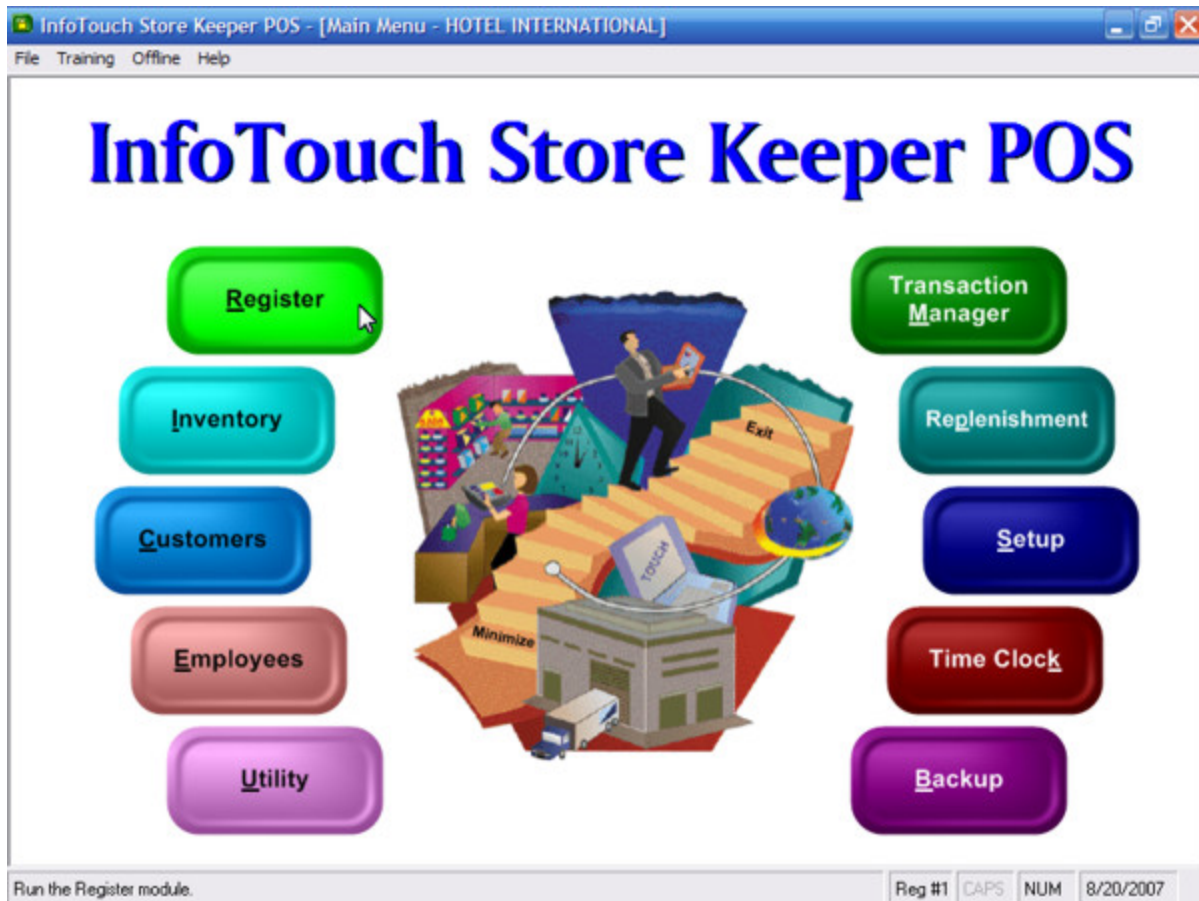 InfoTouch Store Keeper POS - [Main Menu - HOTEL INTERNATIONAL]
File Training Offline Help
InfoTouch Store Keeper POS
Register
Inventory
Customers
Employees
Utility
Exit
TOUCH
Minimize
Transaction
Manager
Replenishment
Setup
Time Clock
Backup
Run the Register module.
Reg #1 CAPS NUM 8/20/2007